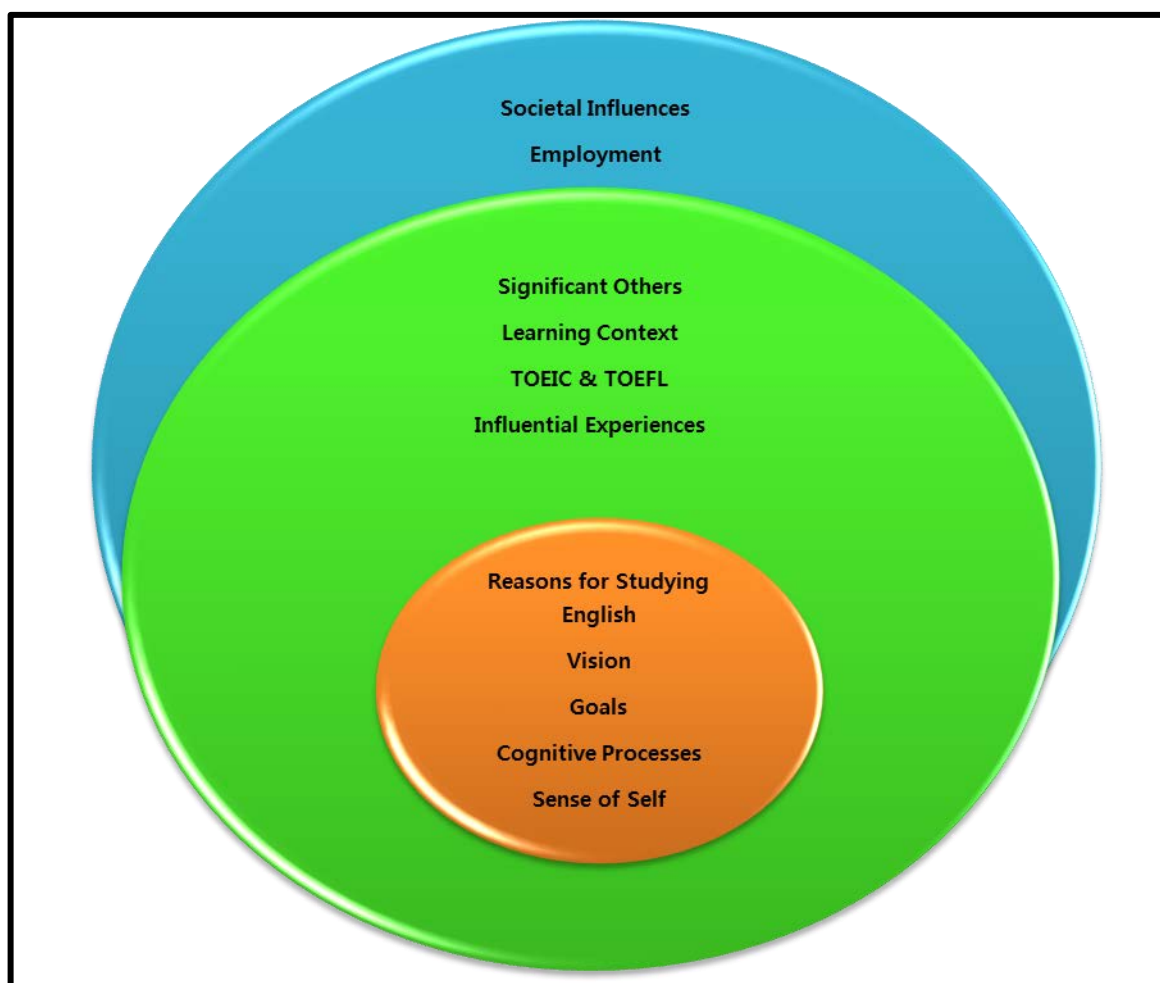 Societal Influences
Employment
Significant Others
Learning Context
TOEIC & TOEFL
Influential Experiences
Reasons for Studying
English
Vision
Goals
Cognitive Processes
Sense of Self